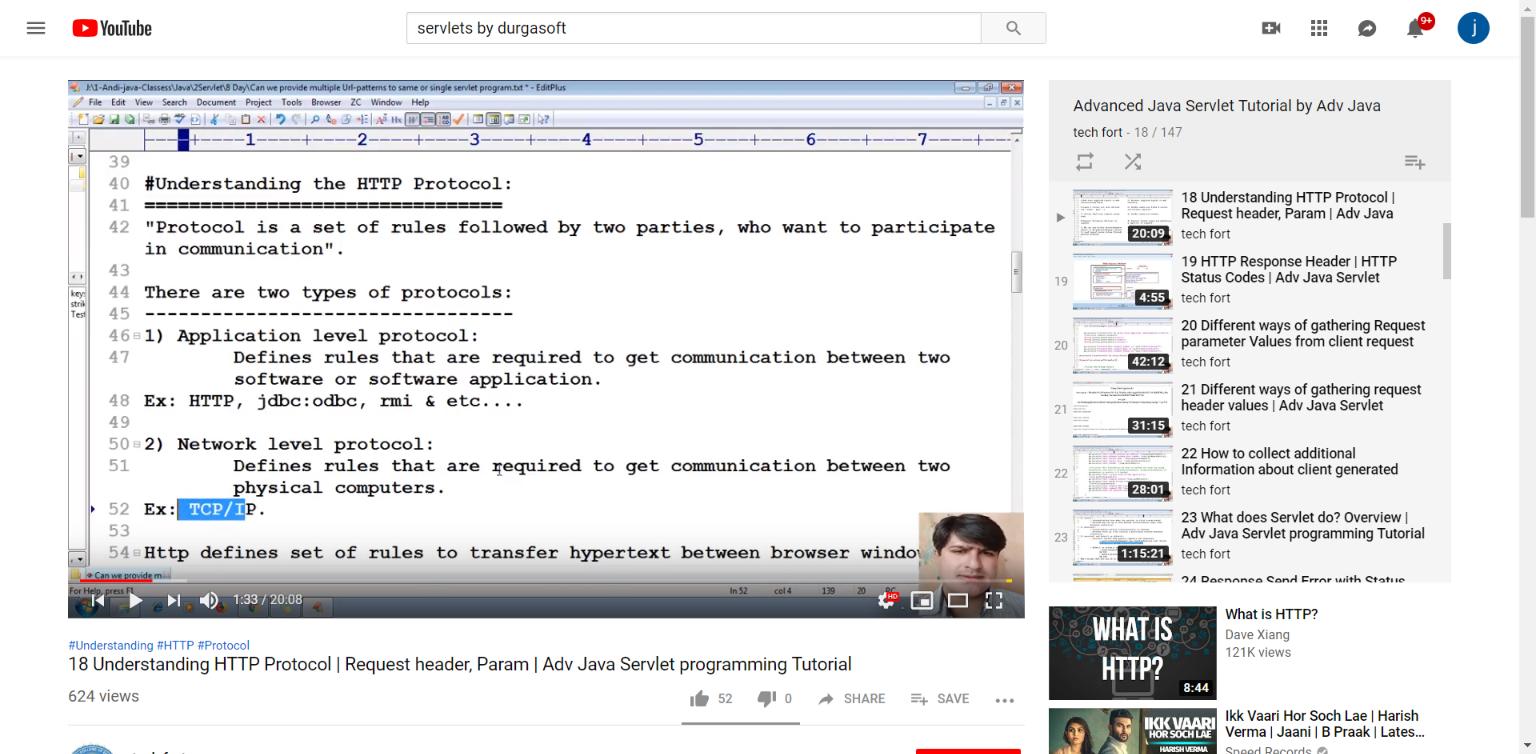 YouTube
servlets by durgasoft
9+
j
J:\1-Andi-java-Classess\Java\2Servlet\8 Day\Can we provide multiple Url-patterns to same or single servlet program.txt * - EditPlus
File Edit View Search Document Project Tools Browser ZC Window Help
1 2 3 4 5 6 7
39
40 #Understanding the HTTP Protocol:
41 ================================
42 "Protocol is a set of rules followed by two parties, who want to participate
in communication".
43
44 There are two types of protocols:
45 ---------------------------------
46 1) Application level protocol:
47 Defines rules that are required to get communication between two
software or software application.
48 Ex: HTTP, jdbc:odbc, rmi & etc....
49
50 2) Network level protocol:
51 Defines rules that are required to get communication between two
physical computers.
52 Ex: TCP/IP.
53
54 Http defines set of rules to transfer hypertext between browser window
Can we provide m
For Help, press F1
ln 52 col 4 139 20
1:33 / 20:08
HD
#Understanding #HTTP #Protocol
18 Understanding HTTP Protocol | Request header, Param | Adv Java Servlet programming Tutorial
624 views
52 0 SHARE SAVE
Advanced Java Servlet Tutorial by Adv Java
tech fort - 18 / 147
18 Understanding HTTP Protocol |
Request header, Param | Adv Java
tech fort
20:09
19
19 HTTP Response Header | HTTP
Status Codes | Adv Java Servlet
tech fort
4:55
20
20 Different ways of gathering Request
parameter Values from client request
tech fort
42:12
21
21 Different ways of gathering request
header values | Adv Java Servlet
tech fort
31:15
22
22 How to collect additional
Information about client generated
tech fort
28:01
23
23 What does Servlet do? Overview |
Adv Java Servlet programming Tutorial
tech fort
1:15:21
24 Response Send Error with Status
WHAT IS
HTTP?
8:44
What is HTTP?
Dave Xiang
121K views
IKK VAARI
HOR SOCH LAE
HARISH VERMA
Ikk Vaari Hor Soch Lae | Harish
Verma | Jaani | B Praak | Lates...
Speed Records